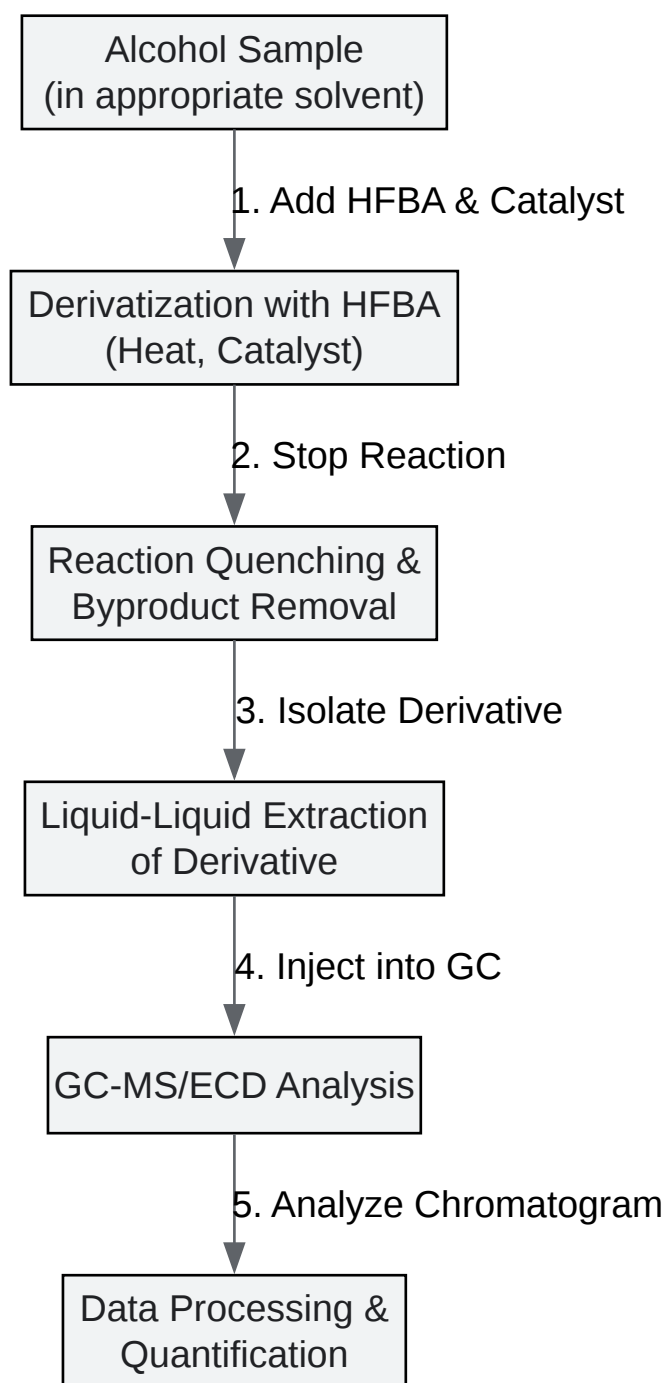 Alcohol Sample
(in appropriate solvent)
1. Add HFBA & Catalyst
Derivatization with HFBA
(Heat, Catalyst)
2. Stop Reaction
Reaction Quenching &
Byproduct Removal
3. Isolate Derivative
Liquid-Liquid Extraction
of Derivative
4. Inject into GC
GC-MS/ECD Analysis
5. Analyze Chromatogram
Data Processing &
Quantification